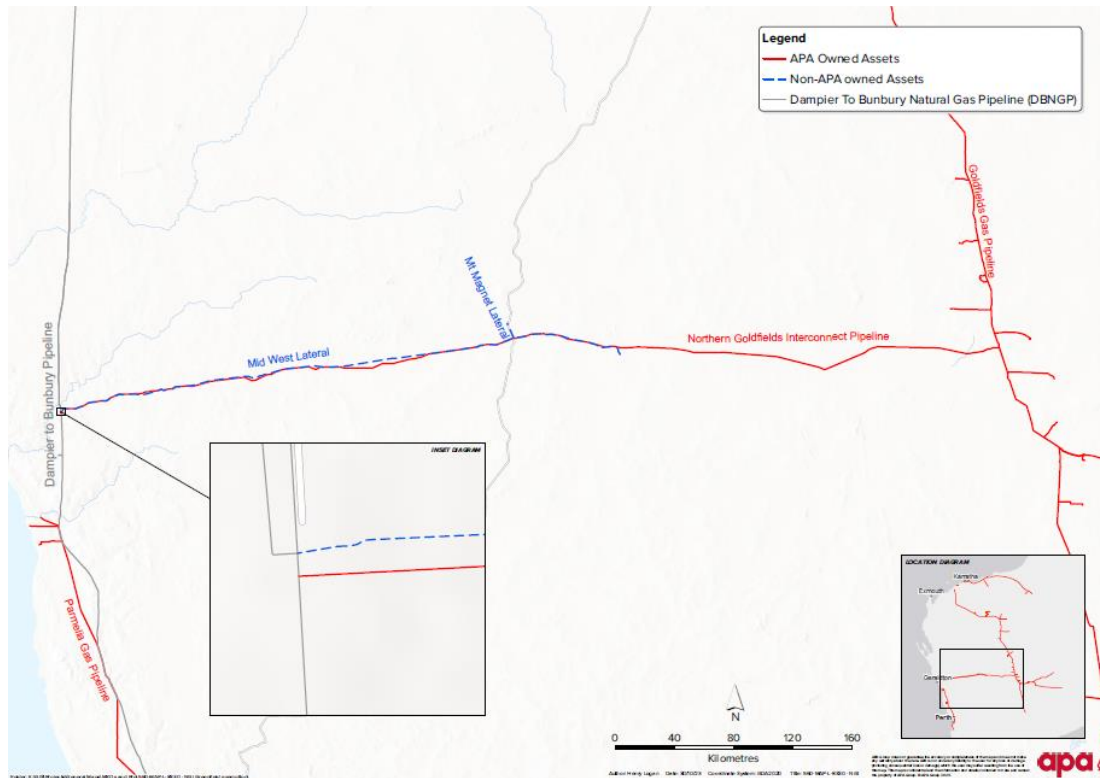 Legend
APA Owned Assets
Non-APA owned Assets
Dampier To Bunbury Natural Gas Pipeline (DBNGP)
Goldfields Gas Pipeline
Mt Magnet Lateral
Northern Goldfields Interconnect Pipeline
Mid West Lateral
Dampier to Bunbury Pipeline
INSET DIAGRAM
Parmelia Gas Pipeline
LOCATION DIAGRAM
Karratha
Exmouth
Geraldton
Perth
N
0 40 80 120 160
Kilometres
apa